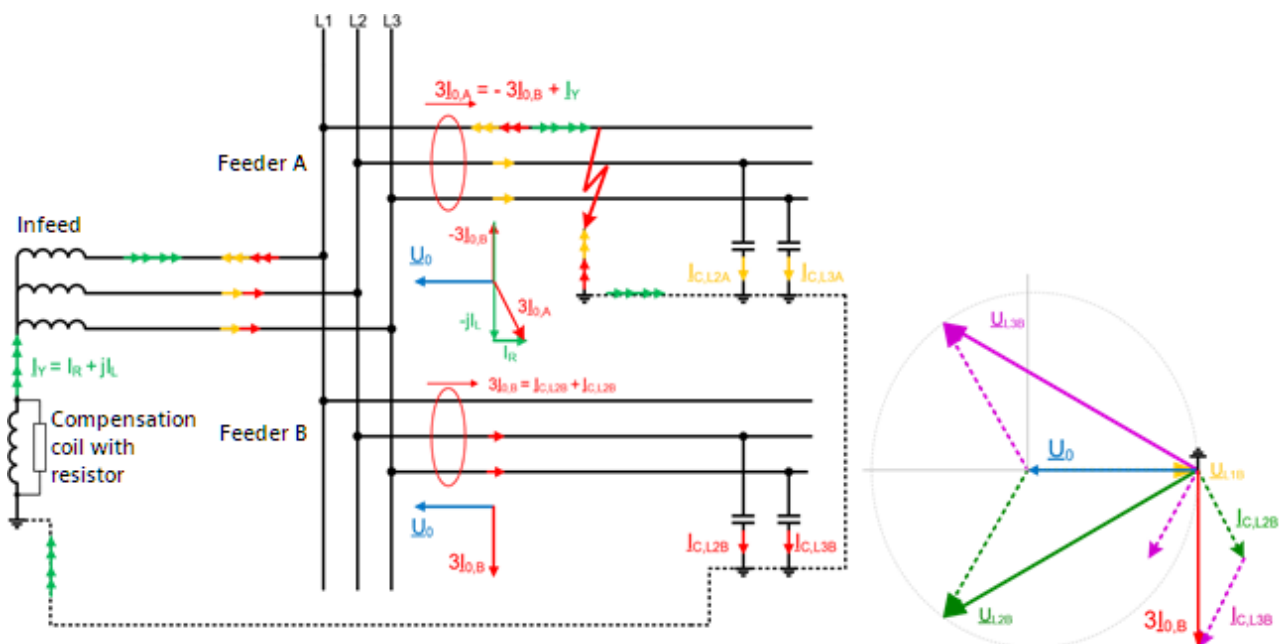 L1 L2 L3
3I0,A = - 3I0,B + IY
Feeder A
Infeed
-3I0,B
U0
3I0,A
-jIL
IR
IC,L2A
IC,L3A
IY = IR + jIL
3I0,B = IC,L2B + IC,L2B
Compensation
coil with
resistor
Feeder B
U0
3I0,B
IC,L2B
IC,L3B
UL3B
U0
UL1B
IC,L2B
UL2B
3I0,B
IC,L3B